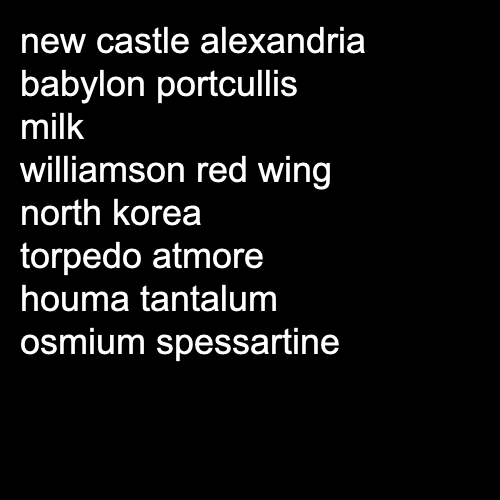 new castle alexandria
babylon portcullis
milk
williamson red wing
north korea
torpedo atmore
houma tantalum
osmium spessartine